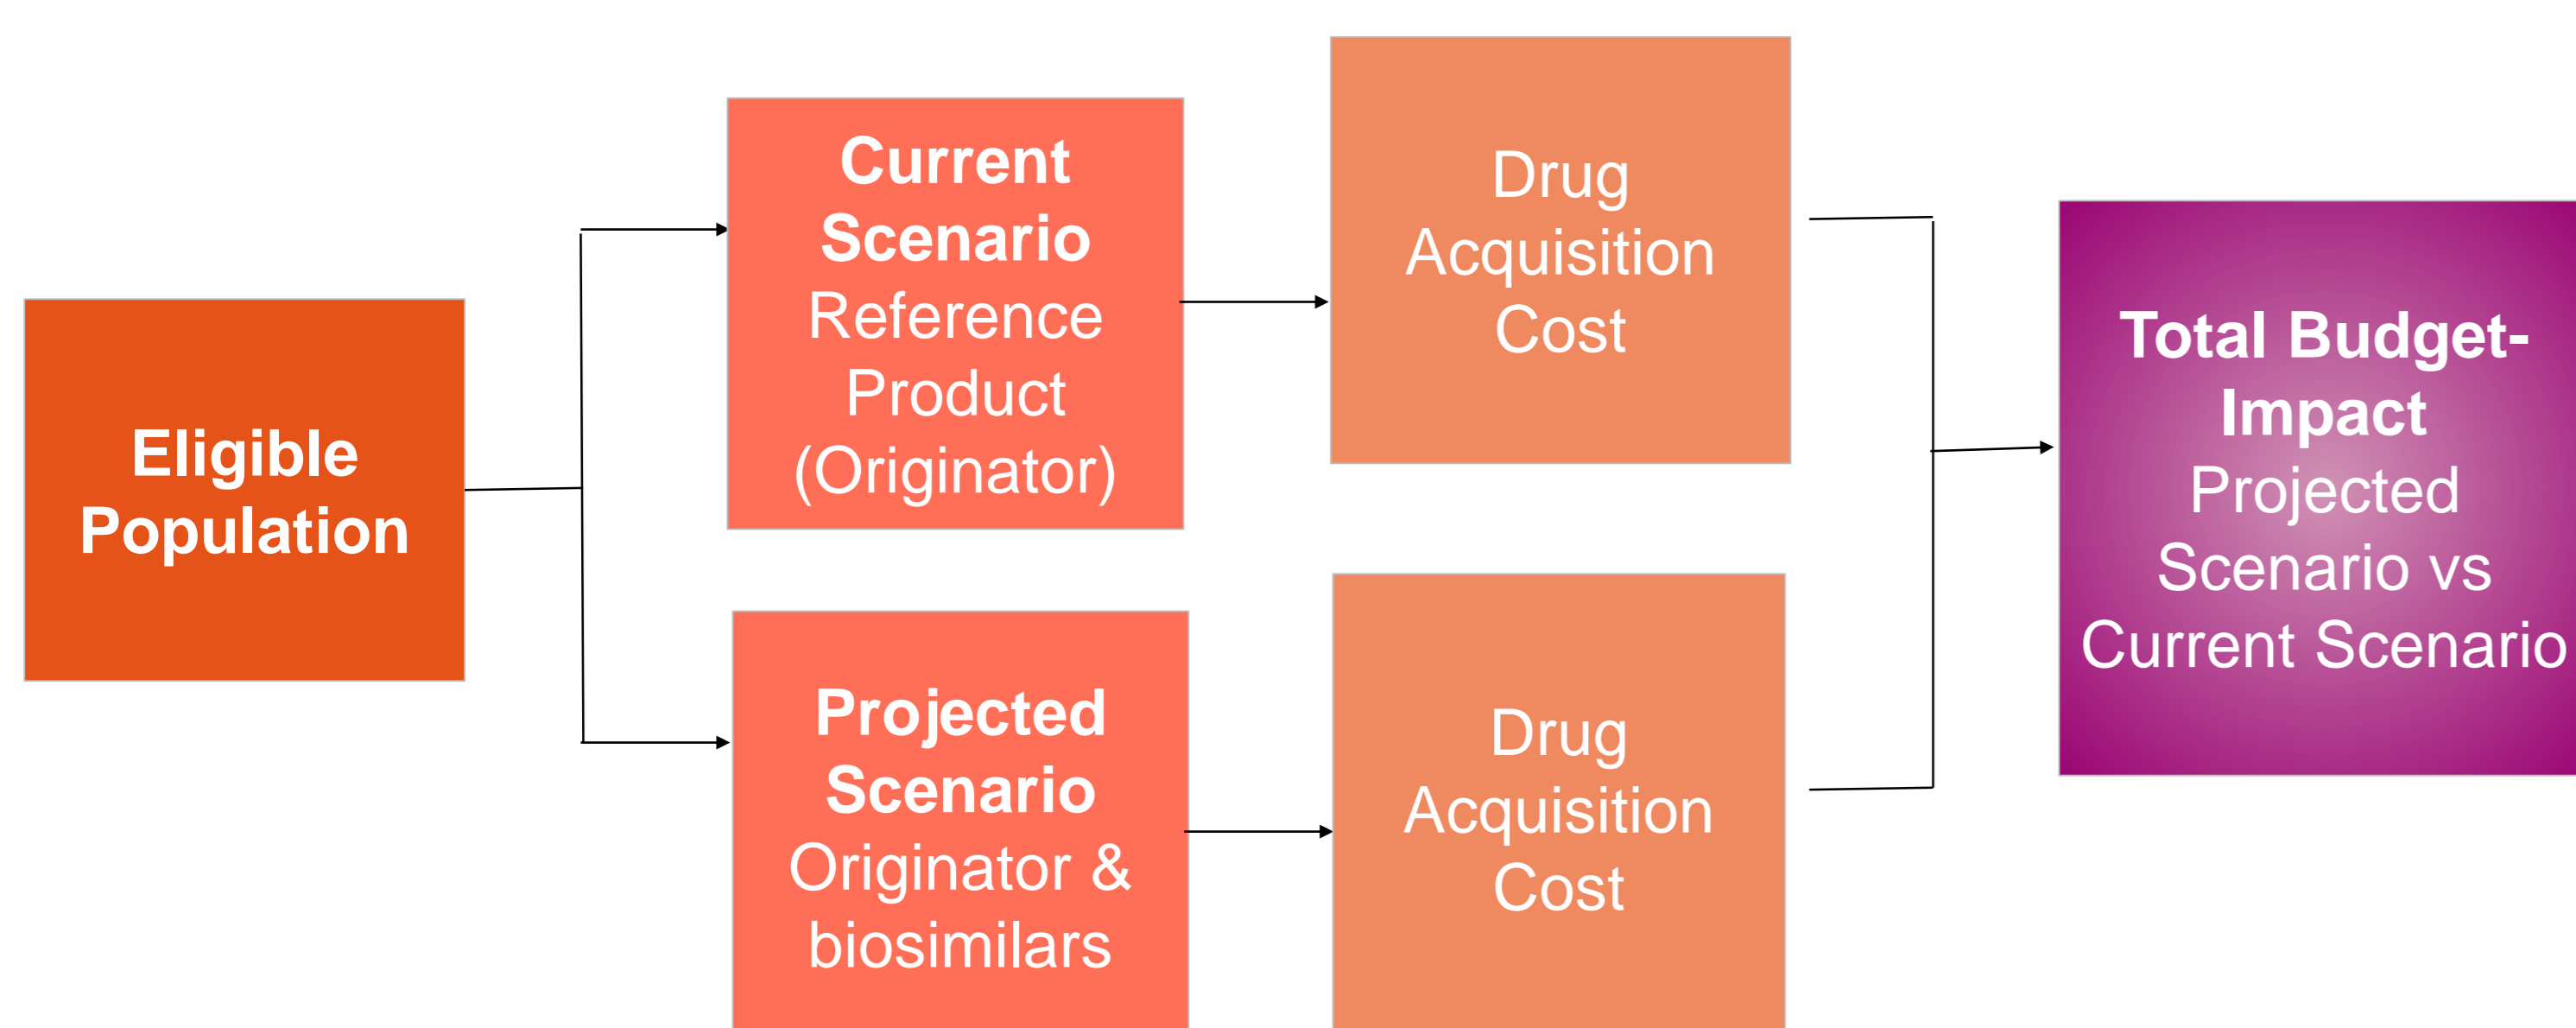 Eligible
Population
Current
Scenario
Reference
Product
(Originator)
Drug
Acquisition
Cost
Projected
Scenario
Originator &
biosimilars
Drug
Acquisition
Cost
Total Budget-
Impact
Projected
Scenario vs
Current Scenario